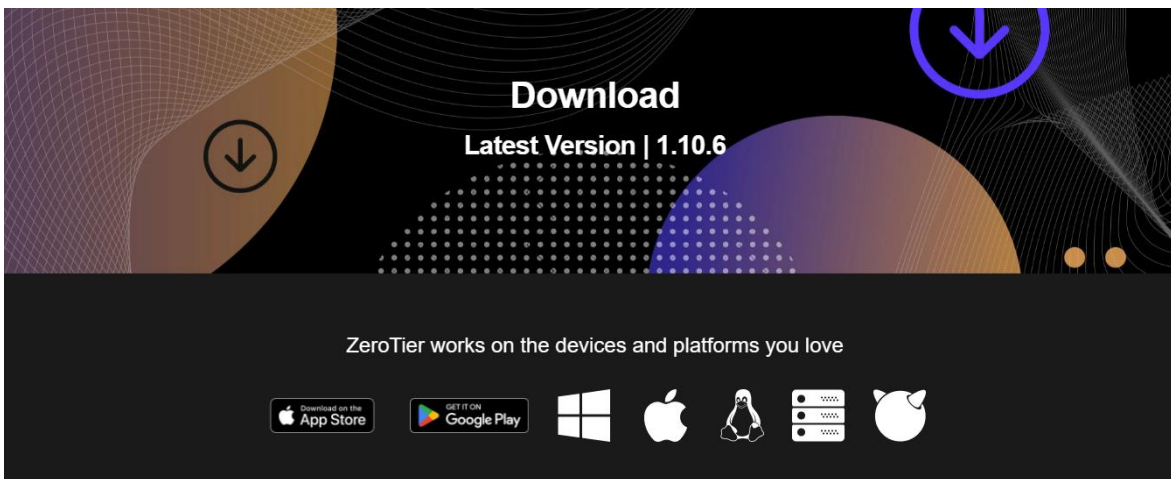 Download
Latest Version | 1.10.6
ZeroTier works on the devices and platforms you love
Download on the
App Store
GET IT ON
Google Play